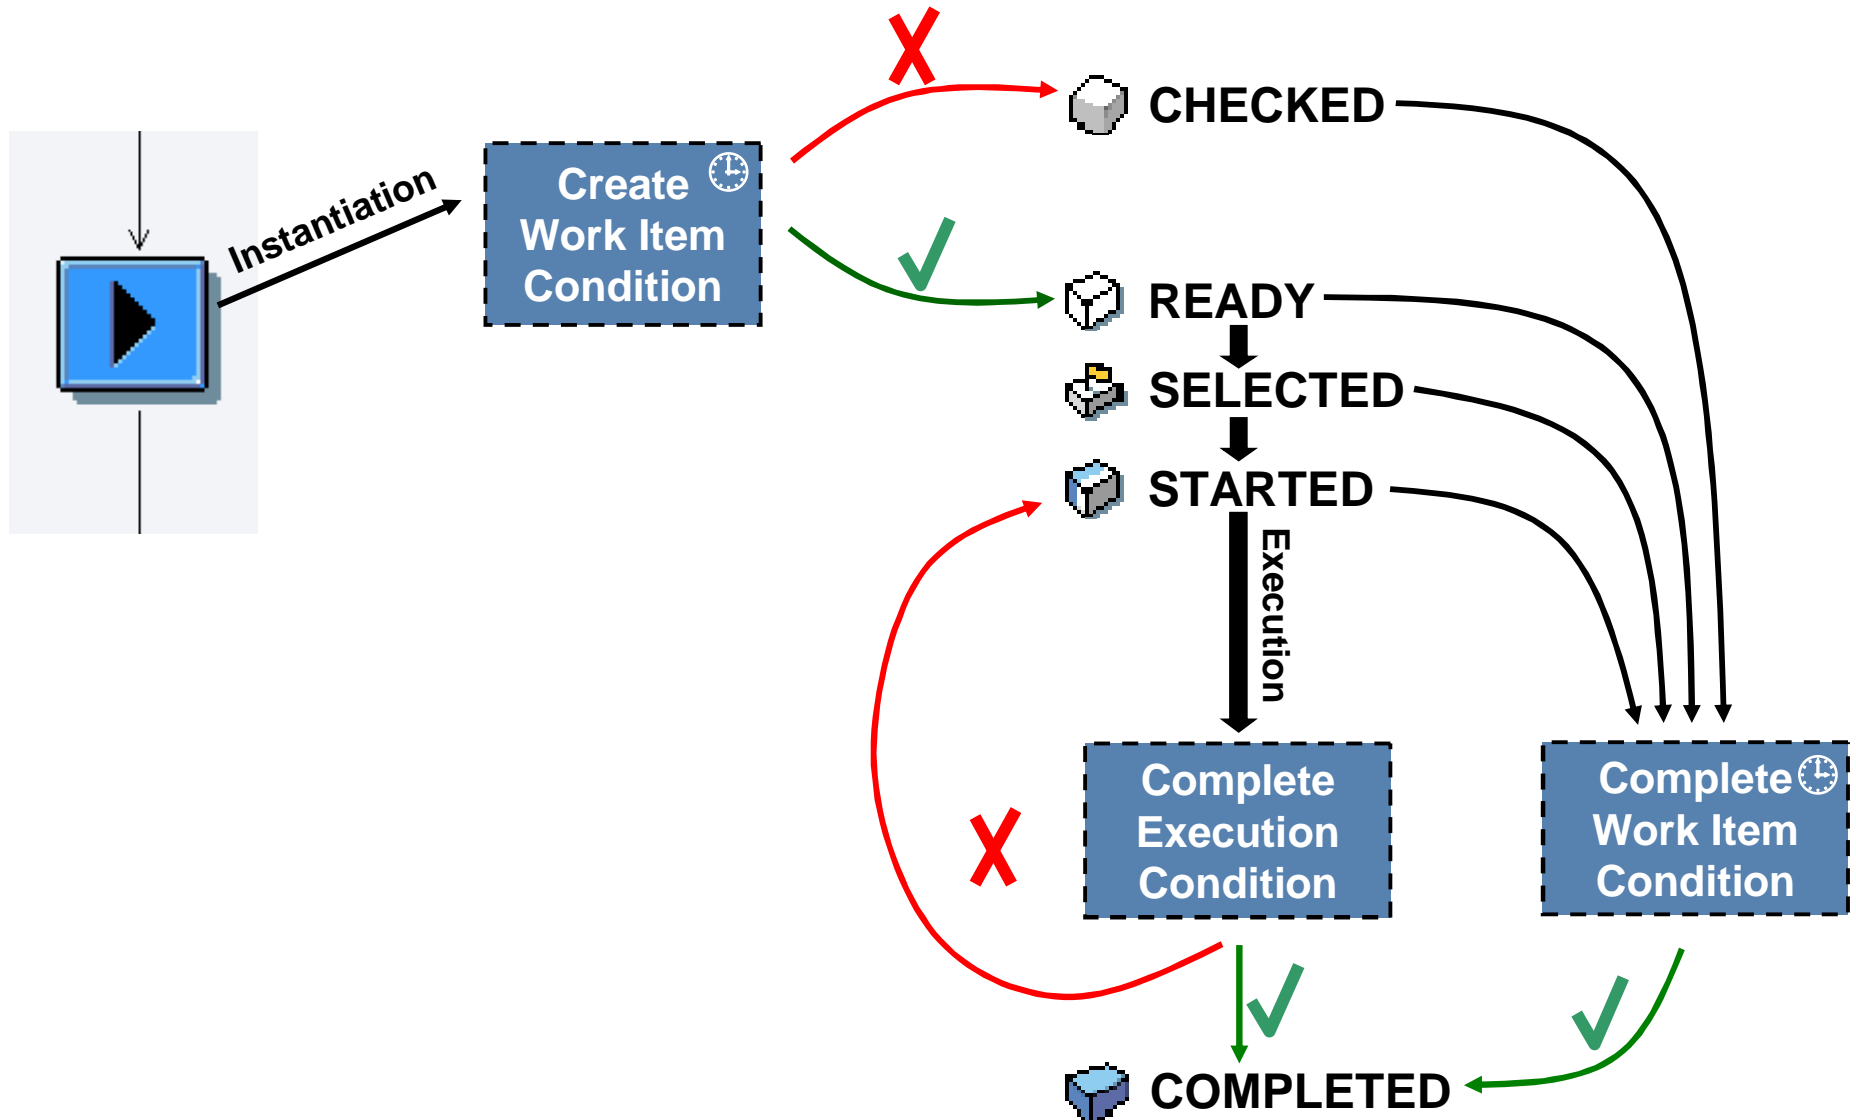 CHECKED
Create
Work Item
Condition
Instantiation
READY
SELECTED
STARTED
Execution
Complete
Execution
Condition
Complete
Work Item
Condition
COMPLETED